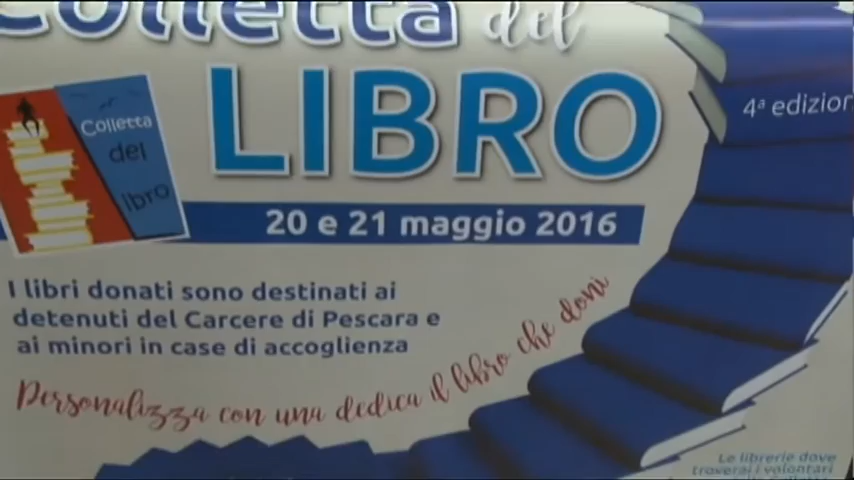 Colletta del
LIBRO
4ª edizion
Colletta
del
libro
20 e 21 maggio 2016
I libri donati sono destinati ai
detenuti del Carcere di Pescara e
ai minori in case di accoglienza
Personalizza con una dedica il libro che doni
Le librerie dove
troverai i volontari